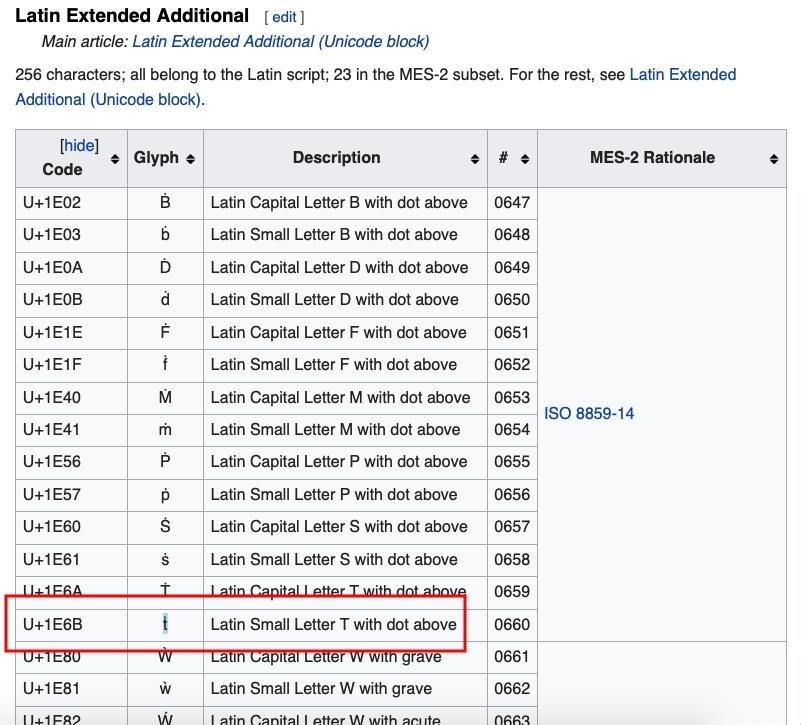 Latin Extended Additional [ edit ]
Main article: Latin Extended Additional (Unicode block)
256 characters; all belong to the Latin script; 23 in the MES-2 subset. For the rest, see Latin Extended
Additional (Unicode block).
[hide]
Code Glyph Description # MES-2 Rationale
U+1E02 Ḃ Latin Capital Letter B with dot above 0647
U+1E03 ḃ Latin Small Letter B with dot above 0648
U+1E0A Ḋ Latin Capital Letter D with dot above 0649
U+1E0B ḋ Latin Small Letter D with dot above 0650
U+1E1E Ḟ Latin Capital Letter F with dot above 0651
U+1E1F ḟ Latin Small Letter F with dot above 0652
U+1E40 Ṁ Latin Capital Letter M with dot above 0653
ISO 8859-14
U+1E41 ṁ Latin Small Letter M with dot above 0654
U+1E56 Ṗ Latin Capital Letter P with dot above 0655
U+1E57 ṗ Latin Small Letter P with dot above 0656
U+1E60 Ṡ Latin Capital Letter S with dot above 0657
U+1E61 ṡ Latin Small Letter S with dot above 0658
U+1E6A Ṫ Latin Capital Letter T with dot above 0659
U+1E6B ṫ Latin Small Letter T with dot above 0660
U+1E80 Ẁ Latin Capital Letter W with grave 0661
U+1E81 ẁ Latin Small Letter W with grave 0662
U+1E82 Ẃ Latin Capital Letter W with acute 0663